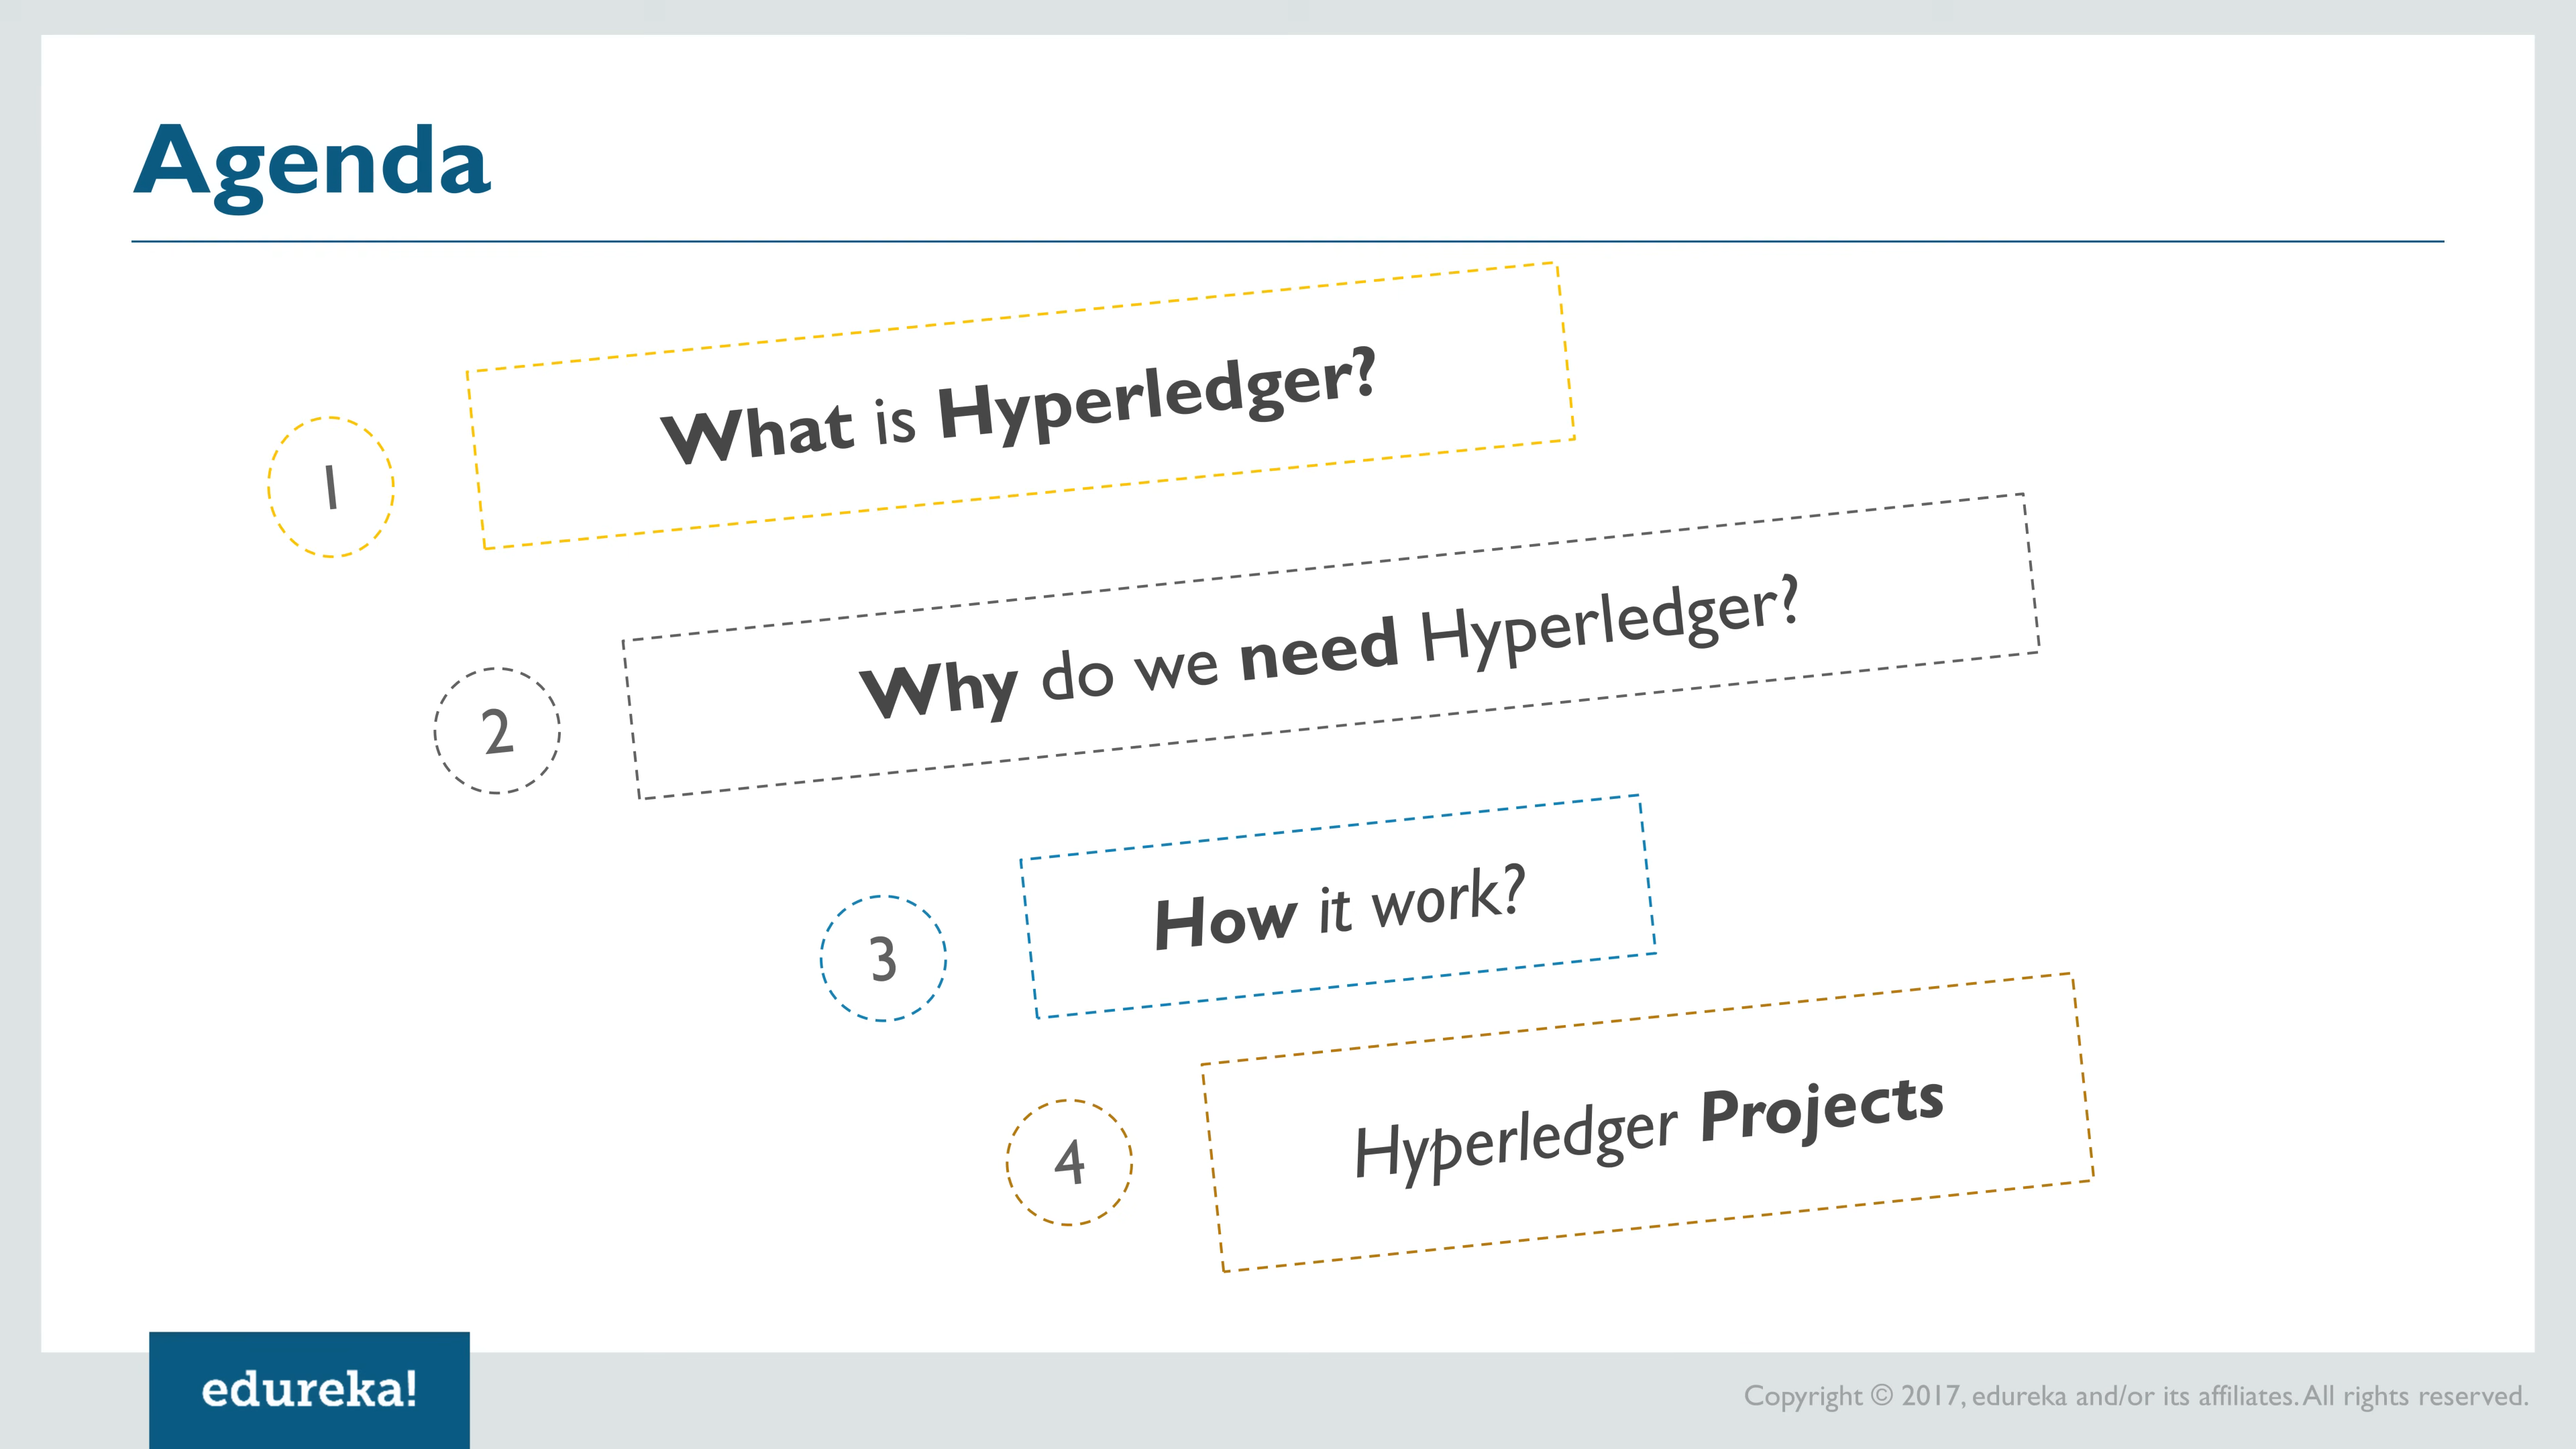 Agenda
1
What is Hyperledger?
2
Why do we need Hyperledger?
3
How it work?
4
Hyperledger Projects
edureka!
Copyright © 2017, edureka and/or its affiliates. All rights reserved.